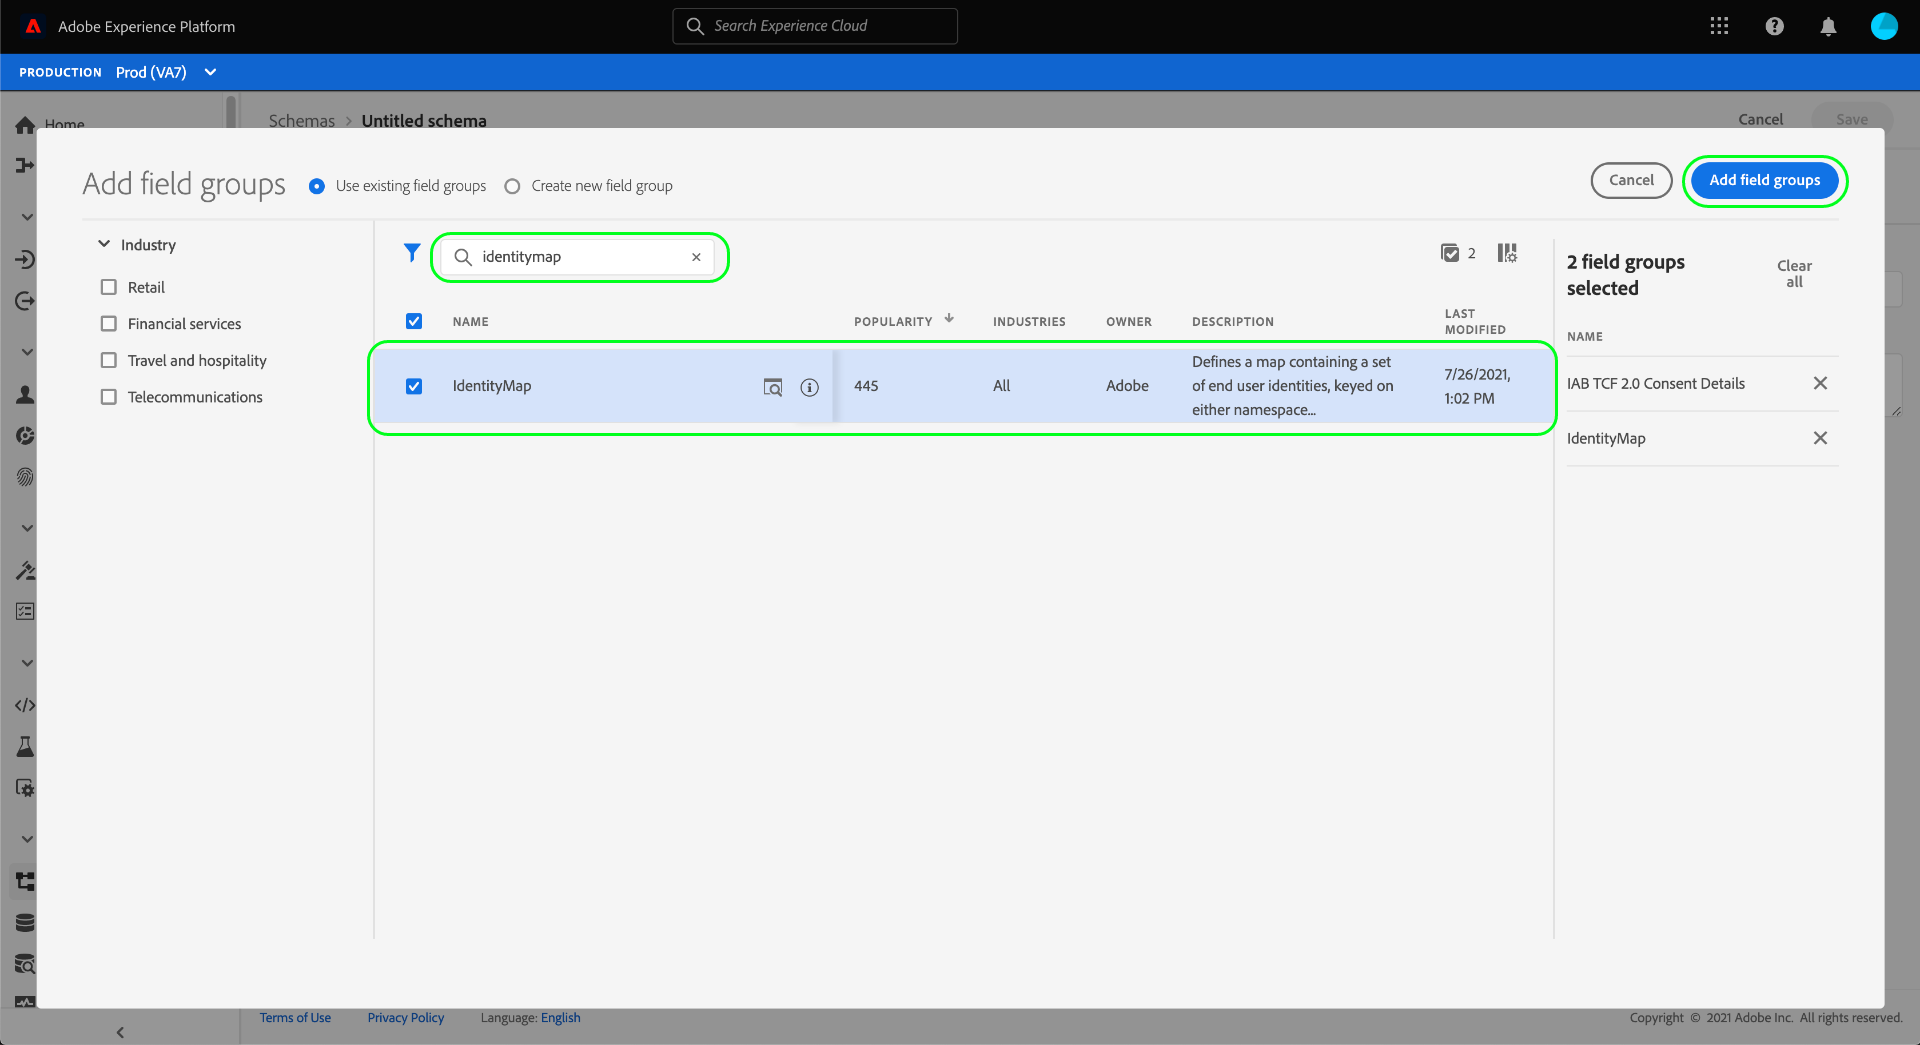 Adobe Experience Platform
Search Experience Cloud
PRODUCTION Prod (VA7)
Home
Schemas > Untitled schema
Cancel
Save
Add field groups
Use existing field groups
Create new field group
Cancel
Add field groups
Industry
Retail
Financial services
Travel and hospitality
Telecommunications
identitymap
2
NAME
POPULARITY
INDUSTRIES
OWNER
DESCRIPTION
LAST
MODIFIED
IdentityMap
445
All
Adobe
Defines a map containing a set
of end user identities, keyed on
either namespace...
7/26/2021,
1:02 PM
2 field groups
selected
Clear
all
NAME
IAB TCF 2.0 Consent Details
IdentityMap
Terms of Use
Privacy Policy
Language: English
Copyright © 2021 Adobe Inc. All rights reserved.